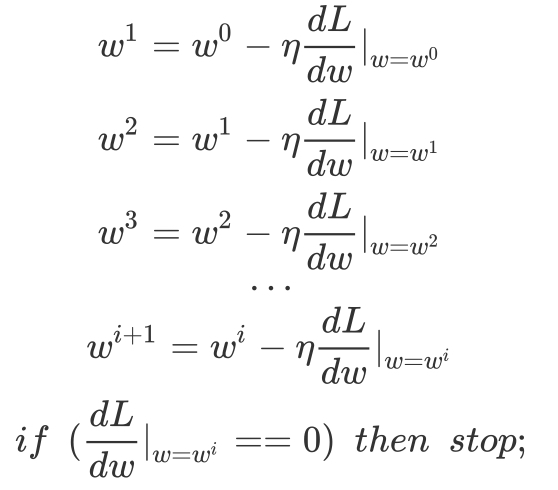 w^1 = w^0 − η dL/dw |_{w=w^0}
w^2 = w^1 − η dL/dw |_{w=w^1}
w^3 = w^2 − η dL/dw |_{w=w^2}
⋯
w^{i+1} = w^i − η dL/dw |_{w=w^i}
if (dL/dw |_{w=w^i} == 0) then stop;